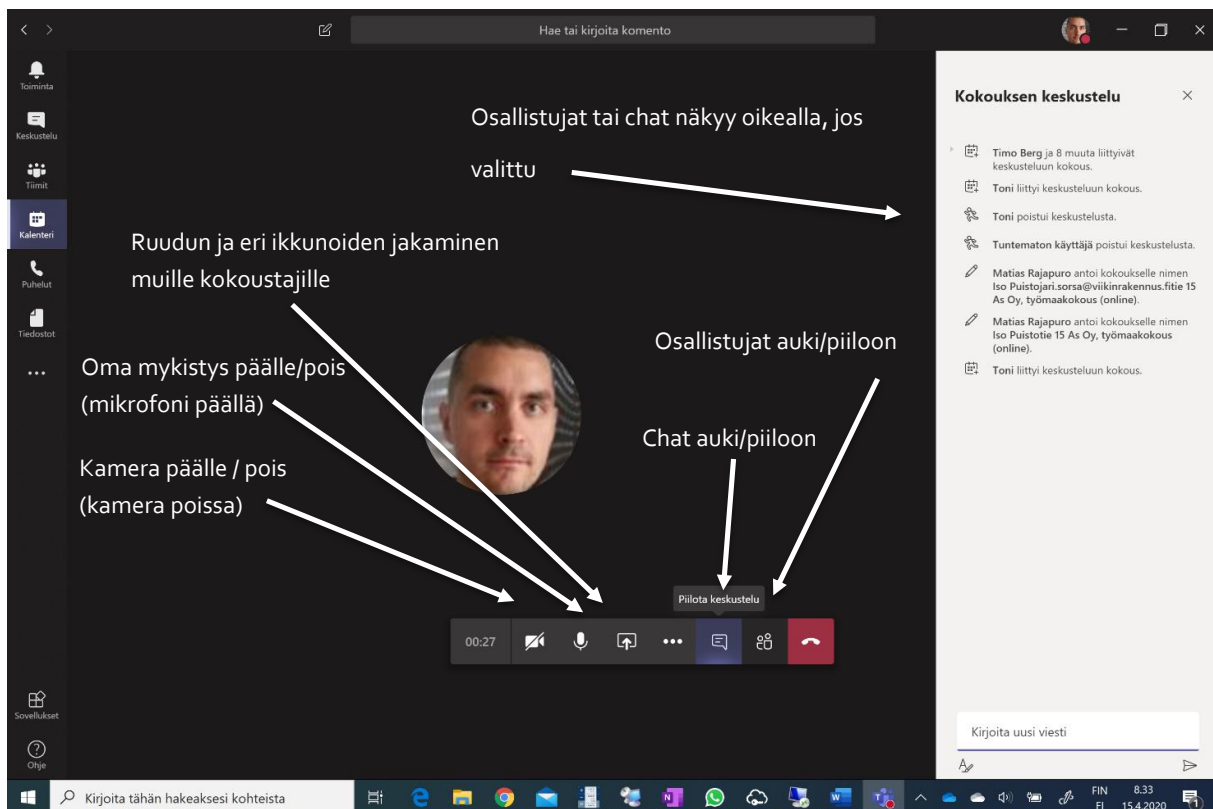 Hae tai kirjoita komento
Toiminta
Keskustelu
Tiimit
Kalenteri
Puhelut
Tiedostot
Sovellukset
Ohje
Osallistujat tai chat näkyy oikealla, jos
valittu
Ruudun ja eri ikkunoiden jakaminen
muille kokoustajille
Oma mykistys päälle/pois
(mikrofoni päällä)
Kamera päälle / pois
(kamera poissa)
Osallistujat auki/piiloon
Chat auki/piiloon
Piilota keskustelu
00:27
Kokouksen keskustelu
Timo Berg ja 8 muuta liittyivät
keskusteluun kokous.
Toni liittyi keskusteluun kokous.
Toni poistui keskustelusta.
Tuntematon käyttäjä poistui keskustelusta.
Matias Rajapuro antoi kokoukselle nimen
Iso Puistojari.sorsa@viikinrakennus.fitie 15
As Oy, työmaakokous (online).
Matias Rajapuro antoi kokoukselle nimen
Iso Puistotie 15 As Oy, työmaakokous
(online).
Toni liittyi keskusteluun kokous.
Kirjoita uusi viesti
Kirjoita tähän hakeaksesi kohteista
FIN
FI
8.33
15.4.2020